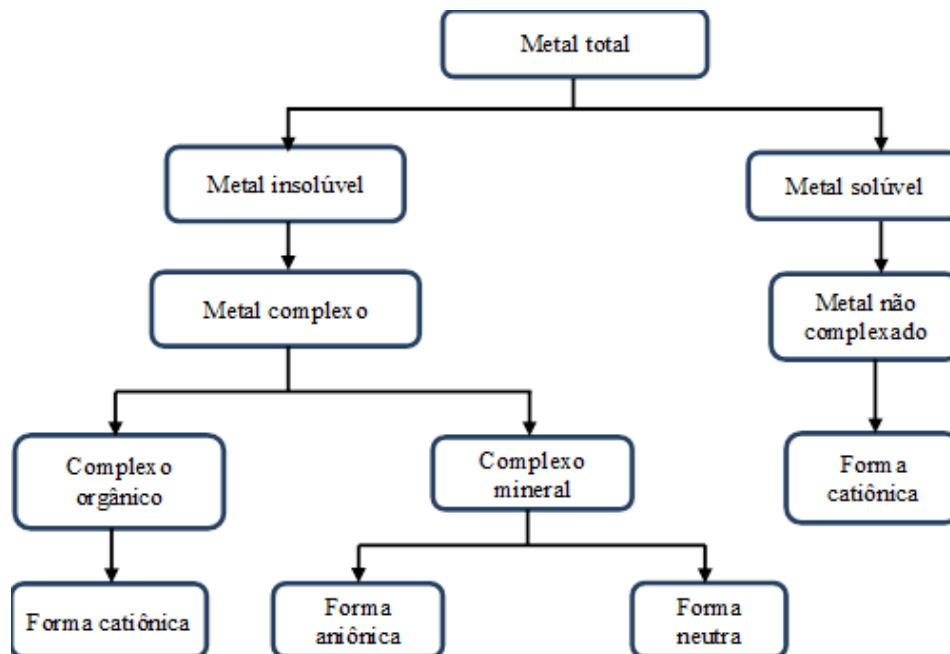 Metal total
Metal insolúvel
Metal solúvel
Metal complexo
Metal não
complexado
Complexo
orgânico
Complexo
mineral
Forma
catiônica
Forma catiônica
Forma
aniônica
Forma
neutra